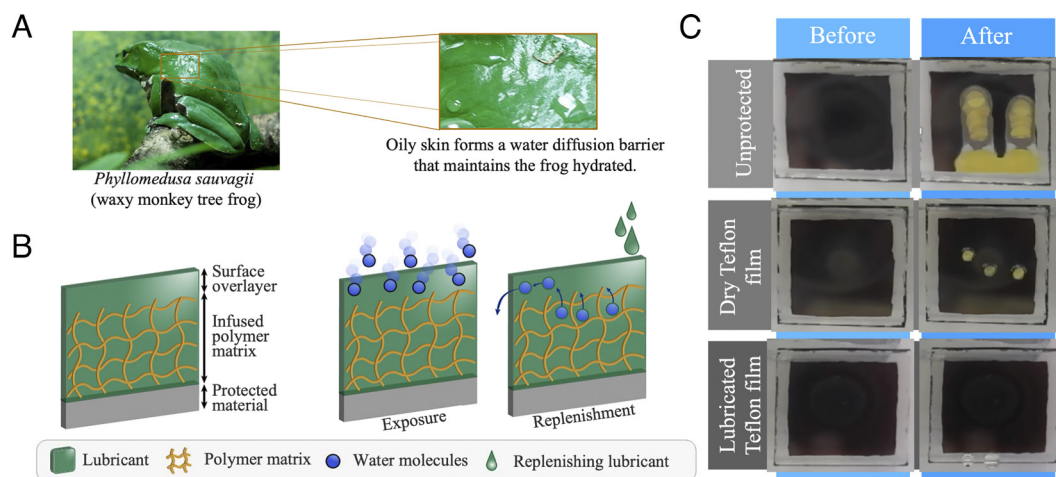 A
Phyllomedusa sauvagii
(waxy monkey tree frog)
Oily skin forms a water diffusion barrier
that maintains the frog hydrated.
B
Surface
overlayer
Infused
polymer
matrix
Protected
material
Exposure
Replenishment
Lubricant
Polymer matrix
Water molecules
Replenishing lubricant
C
Before
After
Unprotected
Dry Teflon
film
Lubricated
Teflon film